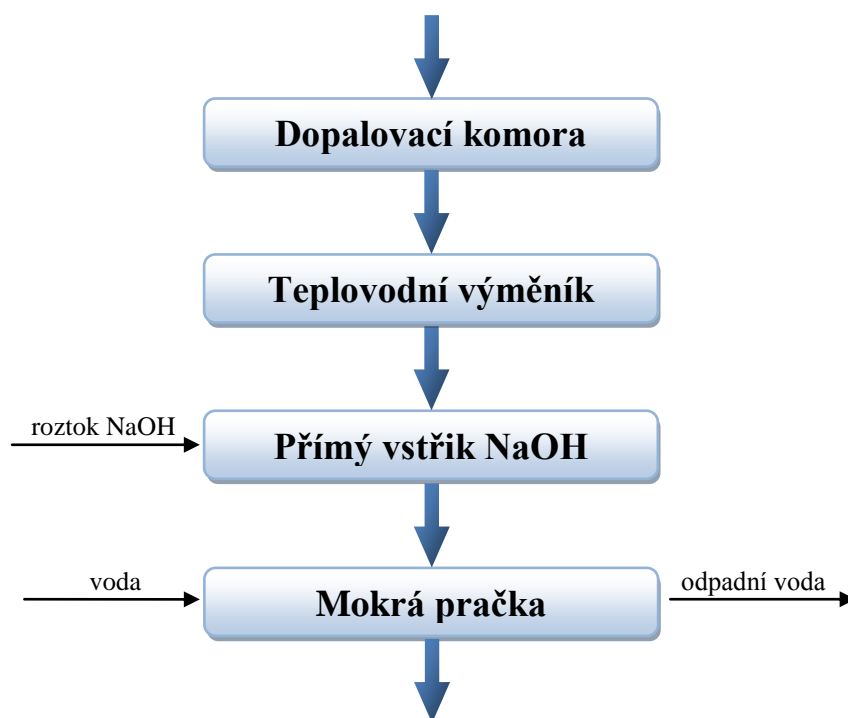 Dopalovací komora
Teplovodní výměník
roztok NaOH
Přímý vstřik NaOH
voda
Mokrá pračka
odpadní voda